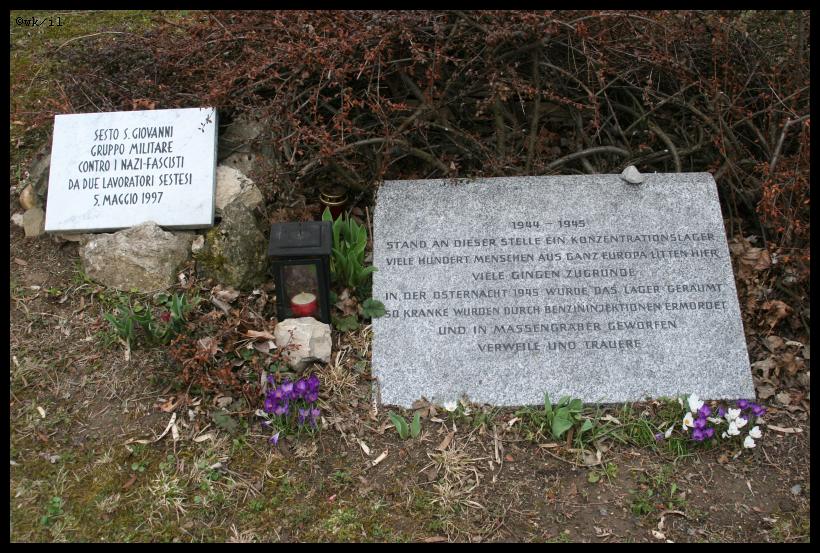 ©wk/il
SESTO S. GIOVANNI
GRUPPO MILITARE
CONTRO I NAZI-FASCISTI
DA DUE LAVORATORI SESTESI
5. MAGGIO 1997
1944 - 1945
STAND AN DIESER STELLE EIN KONZENTRATIONSLAGER
VIELE HUNDERT MENSCHEN AUS GANZ EUROPA LITTEN HIER
VIELE GINGEN ZUGRUNDE
IN DER OSTERNACHT 1945 WURDE DAS LAGER GERÄUMT
50 KRANKE WURDEN DURCH BENZININJEKTIONEN ERMORDET
UND IN MASSENGRÄBER GEWORFEN
VERWEILE UND TRAUERE